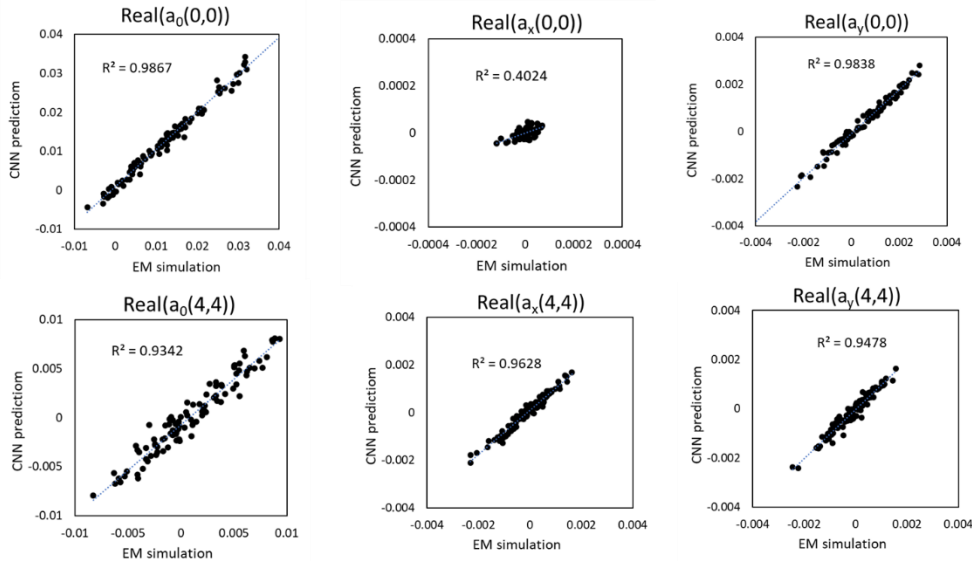 Real(a₀(0,0))
0.04
0.03
0.02
0.01
0
-0.01
R² = 0.9867
CNN predictiom
-0.01 0 0.01 0.02 0.03 0.04
EM simulation
Real(aₓ(0,0))
0.0004
0.0002
0
-0.0002
-0.0004
R² = 0.4024
CNN predictiom
-0.0004 -0.0002 0 0.0002 0.0004
EM simulation
Real(aᵧ(0,0))
0.004
0.002
0
-0.002
-0.004
R² = 0.9838
CNN predictiom
-0.004 -0.002 0 0.002 0.004
EM simulation
Real(a₀(4,4))
0.01
0.005
0
-0.005
-0.01
R² = 0.9342
CNN predictiom
-0.01 -0.005 0 0.005 0.01
EM simulation
Real(aₓ(4,4))
0.004
0.002
0
-0.002
-0.004
R² = 0.9628
CNN predictiom
-0.004 -0.002 0 0.002 0.004
EM simulation
Real(aᵧ(4,4))
0.004
0.002
0
-0.002
-0.004
R² = 0.9478
CNN predictiom
-0.004 -0.002 0 0.002 0.004
EM simulation